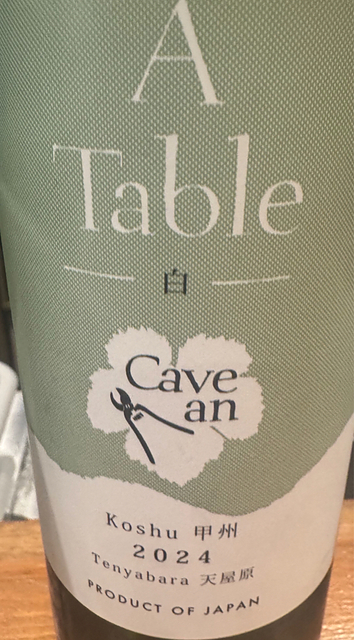 A
Table
白
Cave
an
Koshu 甲州
2024
Tenyabara 天屋原
PRODUCT OF JAPAN